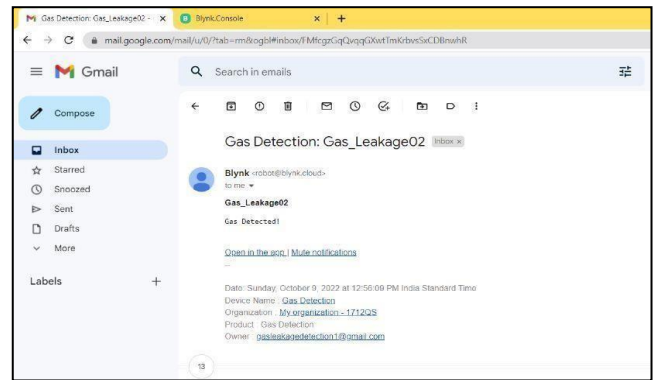 Gas Detection: Gas_Leakage02 -
Blynk.Console
mail.google.com/mail/u/0/?tab=rm&ogbl#inbox/
Gmail
Search in emails
Compose
Inbox
Starred
Snoozed
Sent
Drafts
More
Labels
Gas Detection: Gas_Leakage02 Inbox x
Blynk <robot@blynk.cloud>
to me
Gas_Leakage02
Gas Detected!
Open in the app | Mute notifications
--
Date: Sunday, October 9, 2022 at 12:56:09 PM India Standard Time
Device Name : Gas Detection
Organization : My organization - 1712QS
Product : Gas Detection
Owner : gasleakagedetection1@gmail.com
13